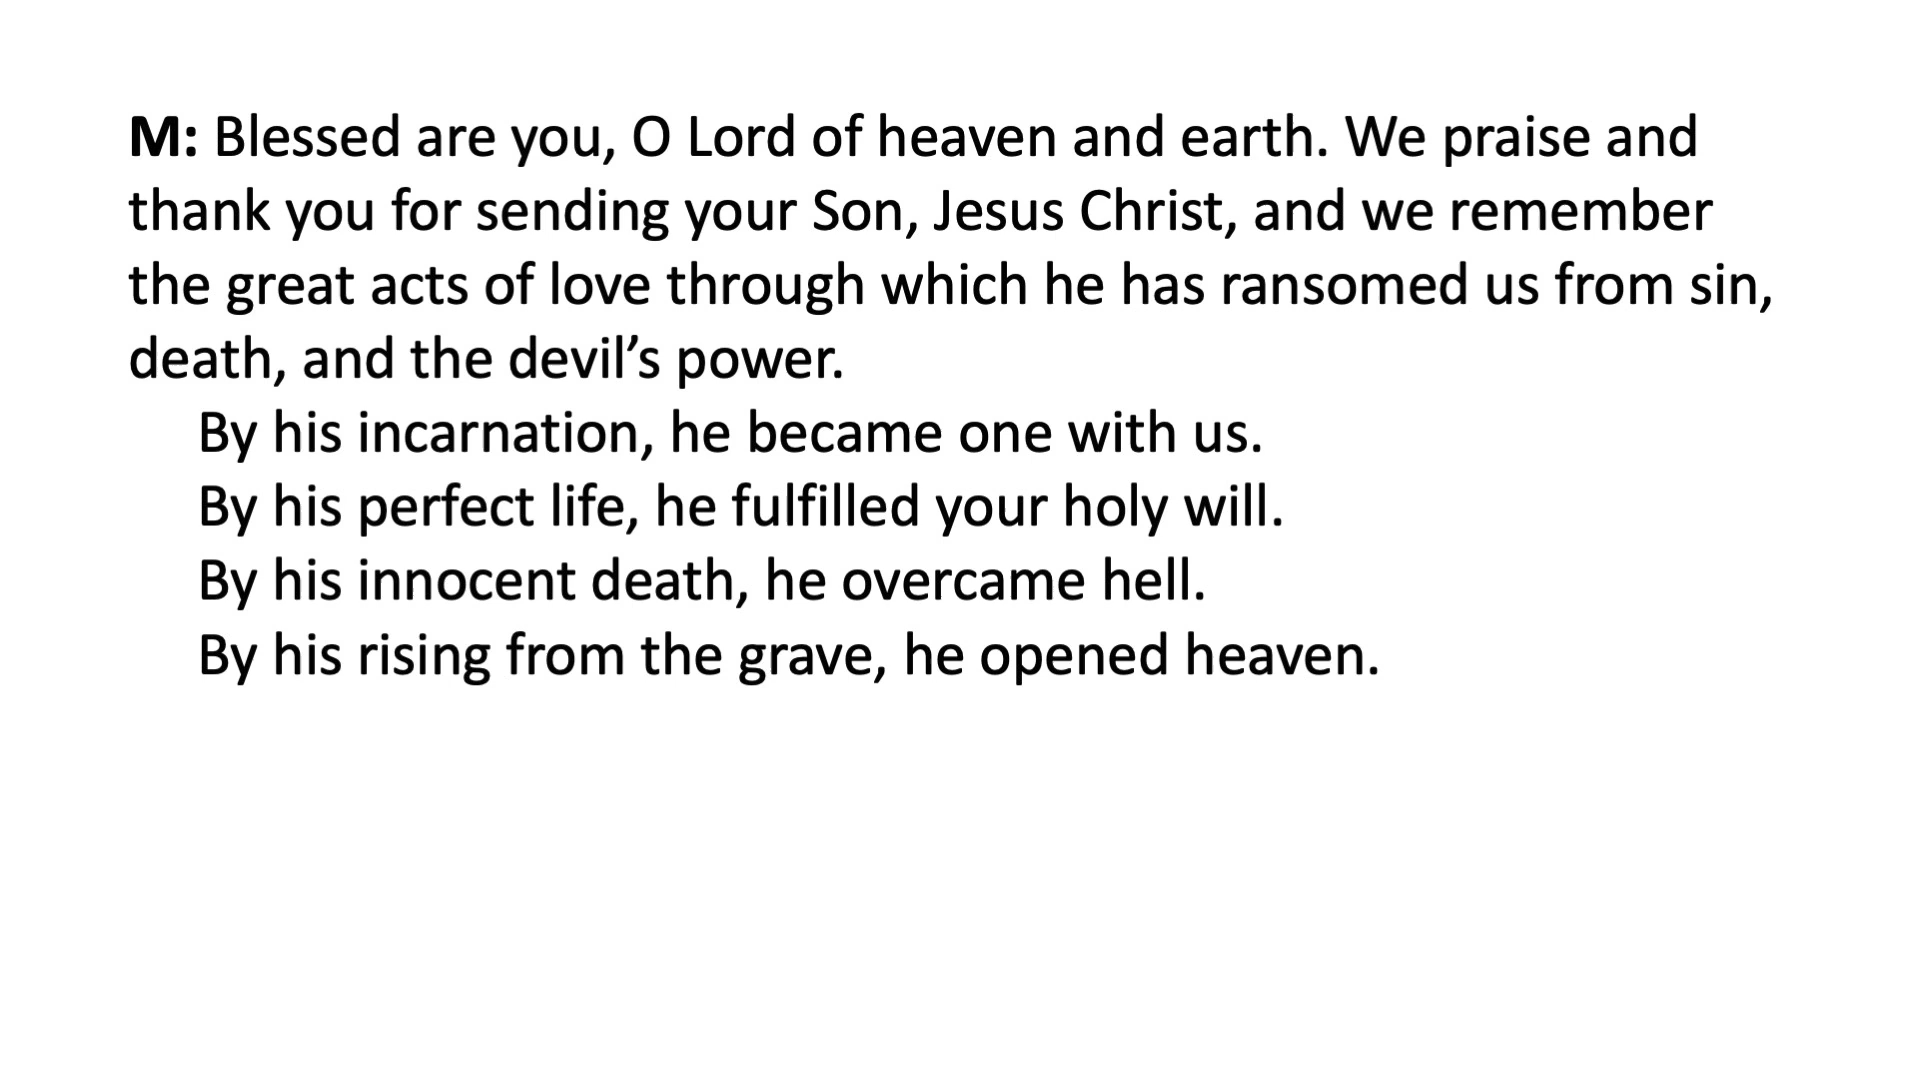 M: Blessed are you, O Lord of heaven and earth. We praise and
thank you for sending your Son, Jesus Christ, and we remember
the great acts of love through which he has ransomed us from sin,
death, and the devil’s power.
By his incarnation, he became one with us.
By his perfect life, he fulfilled your holy will.
By his innocent death, he overcame hell.
By his rising from the grave, he opened heaven.